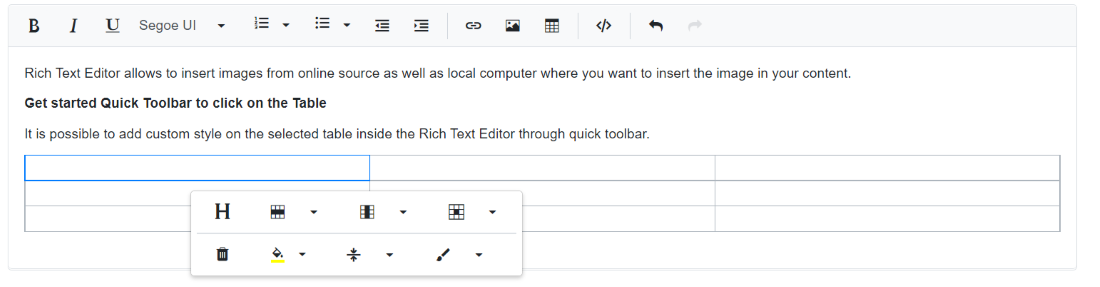 B I U Segoe UI
Rich Text Editor allows to insert images from online source as well as local computer where you want to insert the image in your content.
Get started Quick Toolbar to click on the Table
It is possible to add custom style on the selected table inside the Rich Text Editor through quick toolbar.
H